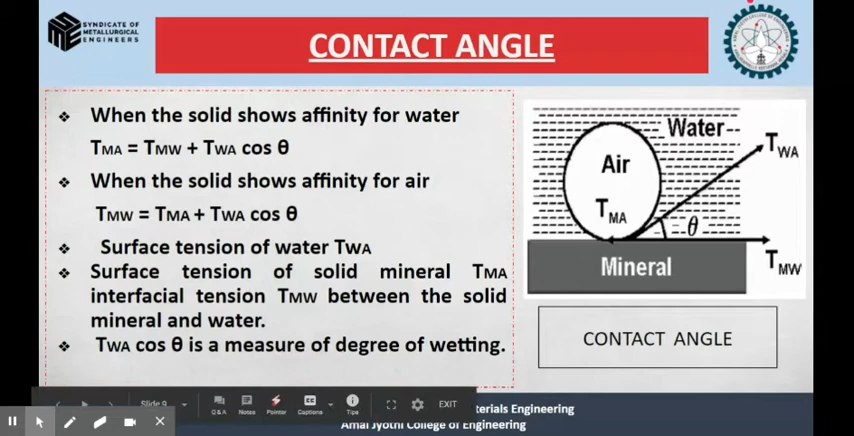 SYNDICATE OF
METALLURGICAL
ENGINEERS
CONTACT ANGLE
❖ When the solid shows affinity for water
TMA = TMW + TWA cos θ
❖ When the solid shows affinity for air
TMW = TMA + TWA cos θ
❖ Surface tension of water TWA
❖ Surface tension of solid mineral TMA
interfacial tension TMW between the solid
mineral and water.
❖ TWA cos θ is a measure of degree of wetting.
Water
TWA
Air
TMA
θ
Mineral
TMW
CONTACT ANGLE
Slide 9
Q & A
Notes
Pointer
Captions
Tips
EXIT
terials Engineering
Amal Jyothi College of Engineering